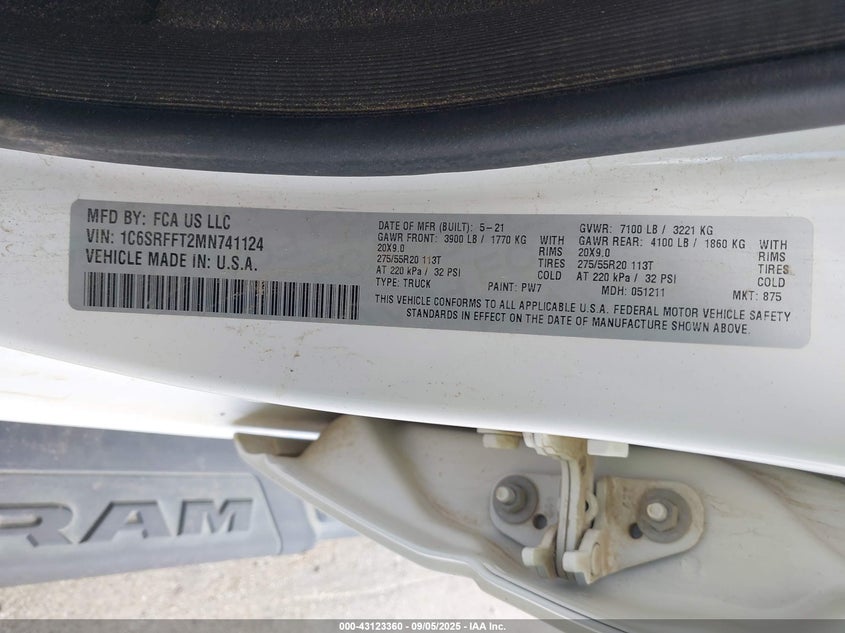 MFD BY: FCA US LLC
VIN: 1C6SRFFT2MN741124
VEHICLE MADE IN: U.S.A.
DATE OF MFR (BUILT): 5-21
GAWR FRONT: 3900 LB / 1770 KG WITH
20X9.0 RIMS
275/55R20 113T TIRES
AT 220 kPa / 32 PSI COLD
TYPE: TRUCK PAINT: PW7
GVWR: 7100 LB / 3221 KG
GAWR REAR: 4100 LB / 1860 KG WITH
20X9.0 RIMS
275/55R20 113T TIRES
AT 220 kPa / 32 PSI COLD
MDH: 051211 MKT: 875
THIS VEHICLE CONFORMS TO ALL APPLICABLE U.S.A. FEDERAL MOTOR VEHICLE SAFETY
STANDARDS IN EFFECT ON THE DATE OF MANUFACTURE SHOWN ABOVE.
RAM
000-43123360 - 09/05/2025 - IAA Inc.